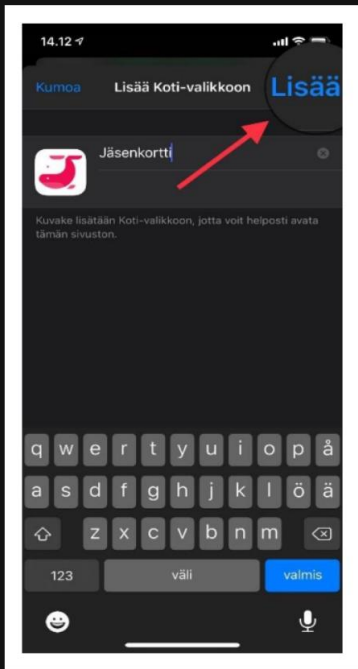 14.12
Kumoa Lisää Koti-valikkoon Lisää
Jäsenkortti
Kuvake lisätään Koti-valikkoon, jotta voit helposti avata
tämän sivuston.
q w e r t y u i o p å
a s d f g h j k l ö ä
z x c v b n m
123 väli valmis